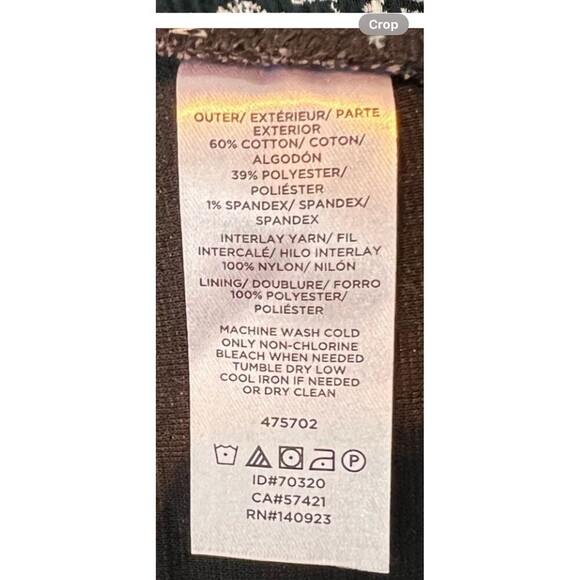 Crop
OUTER/ EXTÉRIEUR/ PARTE
EXTERIOR
60% COTTON/ COTON/
ALGODÓN
39% POLYESTER/
POLIÉSTER
1% SPANDEX/ SPANDEX/
SPANDEX
INTERLAY YARN/ FIL
INTERCALÉ/ HILO INTERLAY
100% NYLON/ NILÓN
LINING/ DOUBLURE/ FORRO
100% POLYESTER/
POLIÉSTER
MACHINE WASH COLD
ONLY NON-CHLORINE
BLEACH WHEN NEEDED
TUMBLE DRY LOW
COOL IRON IF NEEDED
OR DRY CLEAN
475702
P
ID#70320
CA#57421
RN#140923